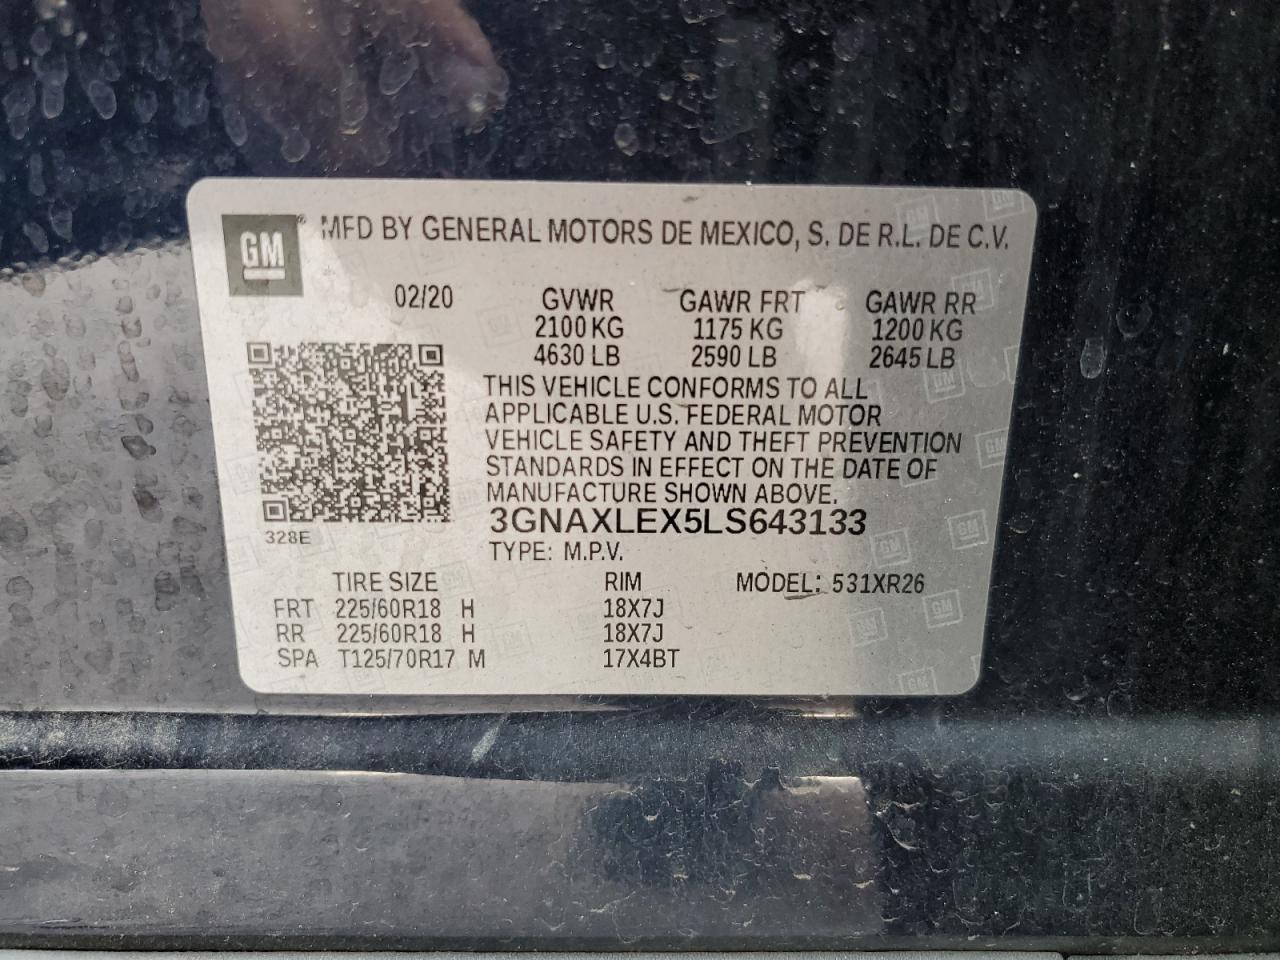 GM ® MFD BY GENERAL MOTORS DE MEXICO, S. DE R.L. DE C.V.
02/20 GVWR GAWR FRT GAWR RR
2100 KG 1175 KG 1200 KG
4630 LB 2590 LB 2645 LB
THIS VEHICLE CONFORMS TO ALL
APPLICABLE U.S. FEDERAL MOTOR
VEHICLE SAFETY AND THEFT PREVENTION
STANDARDS IN EFFECT ON THE DATE OF
MANUFACTURE SHOWN ABOVE.
3GNAXLEX5LS643133
328E
TYPE: M.P.V.
TIRE SIZE RIM MODEL: 531XR26
FRT 225/60R18 H 18X7J
RR 225/60R18 H 18X7J
SPA T125/70R17 M 17X4BT